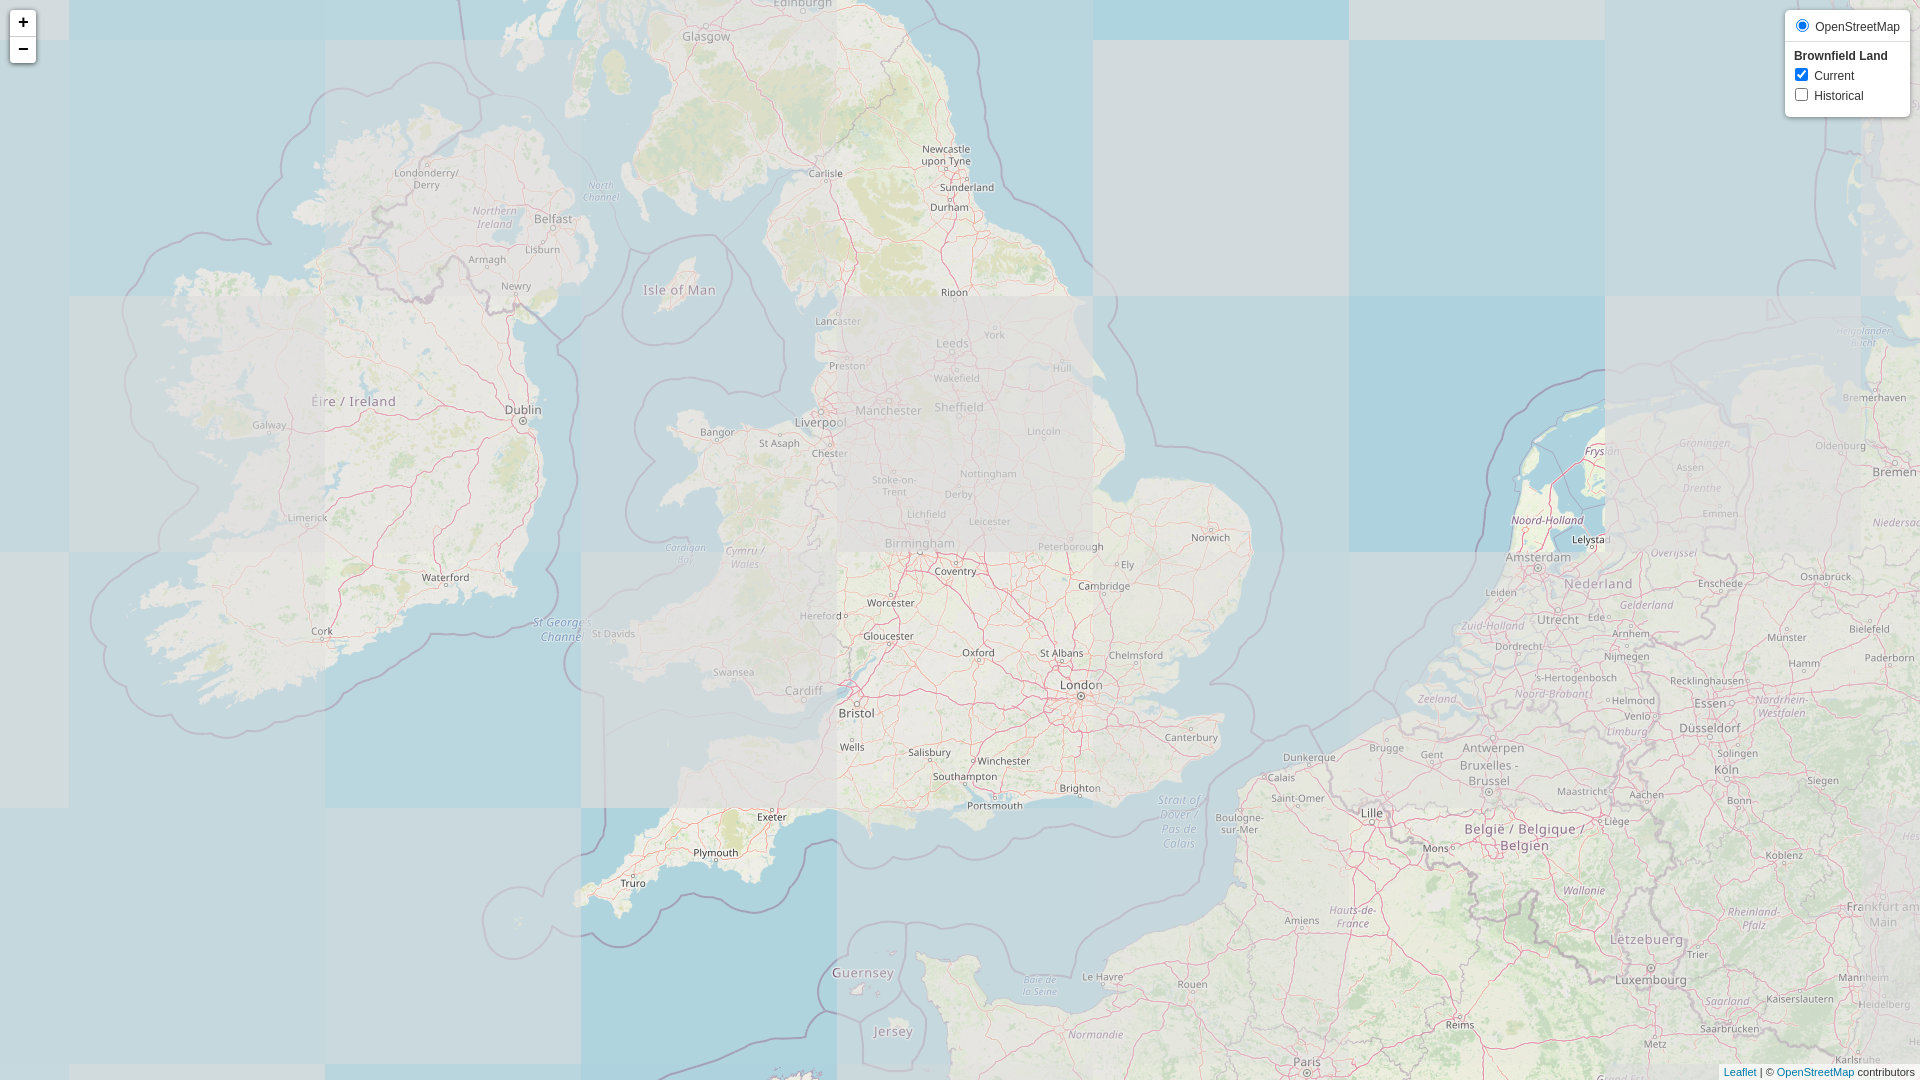 +
−
OpenStreetMap
Brownfield Land
Current
Historical
Edinburgh
Glasgow
Newcastle
upon Tyne
Carlisle
Sunderland
Durham
Londonderry/
Derry
North
Channel
Northern
Ireland
Belfast
Lisburn
Armagh
Newry
Isle of Man
Ripon
Lancaster
York
Leeds
Preston
Hull
Wakefield
Manchester
Sheffield
Liverpool
Lincoln
Bangor
St Asaph
Chester
Éire / Ireland
Dublin
Galway
Nottingham
Stoke-on-
Trent
Derby
Lichfield
Leicester
Limerick
Birmingham
Peterborough
Norwich
Cardigan
Bay
Cymru /
Wales
Coventry
Ely
Waterford
Cambridge
Worcester
Hereford
St George's
Channel
Cork
St Davids
Gloucester
Oxford
St Albans
Chelmsford
Swansea
Cardiff
London
Bristol
Wells
Salisbury
Winchester
Canterbury
Southampton
Portsmouth
Brighton
Strait of
Dover /
Pas de
Calais
Exeter
Plymouth
Truro
Guernsey
Jersey
Baie de
la Seine
Le Havre
Rouen
Normandie
Paris
Amiens
Hauts-de-
France
Reims
Boulogne-
sur-Mer
Saint-Omer
Calais
Dunkerque
Lille
Brugge
Gent
Antwerpen
Bruxelles -
Brussel
België / Belgique /
Belgien
Mons
Liège
Wallonie
Maastricht
Aachen
Zeeland
Noord-Brabant
Zuid-Holland
Dordrecht
's-Hertogenbosch
Helmond
Venlo
Limburg
Nijmegen
Arnhem
Ede
Gelderland
Utrecht
Leiden
Nederland
Amsterdam
Lelystad
Noord-Holland
Fryslân
Groningen
Assen
Drenthe
Emmen
Overijssel
Enschede
Helgoländer
Bucht
Bremerhaven
Oldenburg
Bremen
Niedersac
Osnabrück
Münster
Bielefeld
Hamm
Paderborn
Recklinghausen
Essen
Nordrhein-
Westfalen
Düsseldorf
Solingen
Köln
Siegen
Bonn
Koblenz
Rheinland-
Pfalz
Frankfurt am
Main
Lëtzebuerg
Luxembourg
Trier
Mannheim
Kaiserslautern
Heidelberg
Saarland
Saarbrücken
Metz
Karlsruhe
Leaflet | © OpenStreetMap contributors